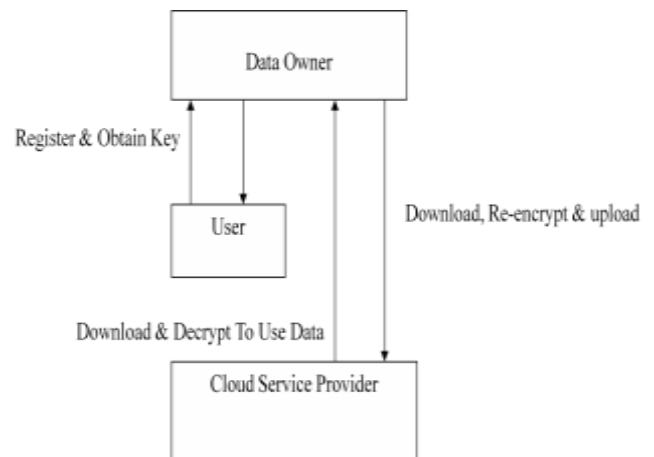 Data Owner
Register & Obtain Key
User
Download, Re-encrypt & upload
Download & Decrypt To Use Data
Cloud Service Provider